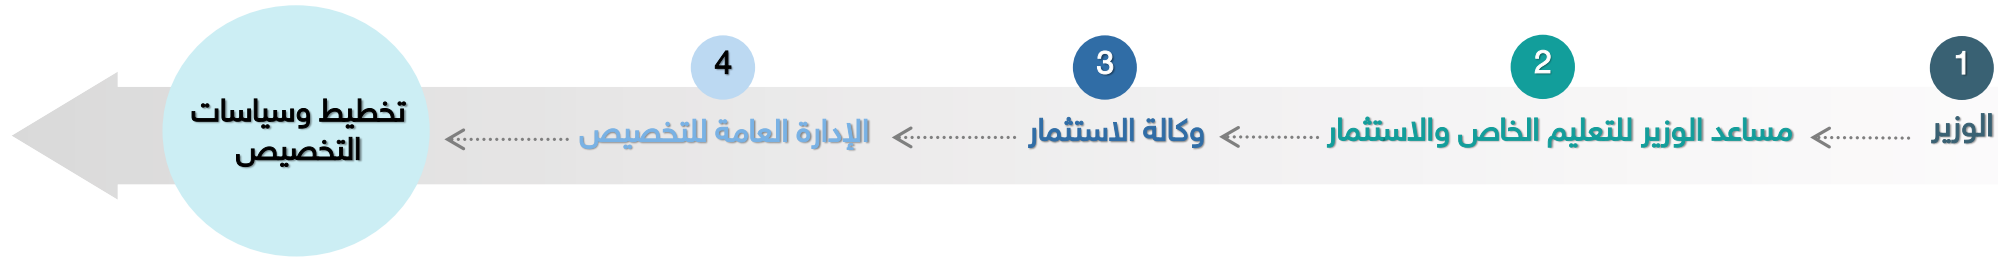 1
الوزير
2
مساعد الوزير للتعليم الخاص والاستثمار
3
وكالة الاستثمار
4
الإدارة العامة للتخصيص
تخطيط وسياسات
التخصيص